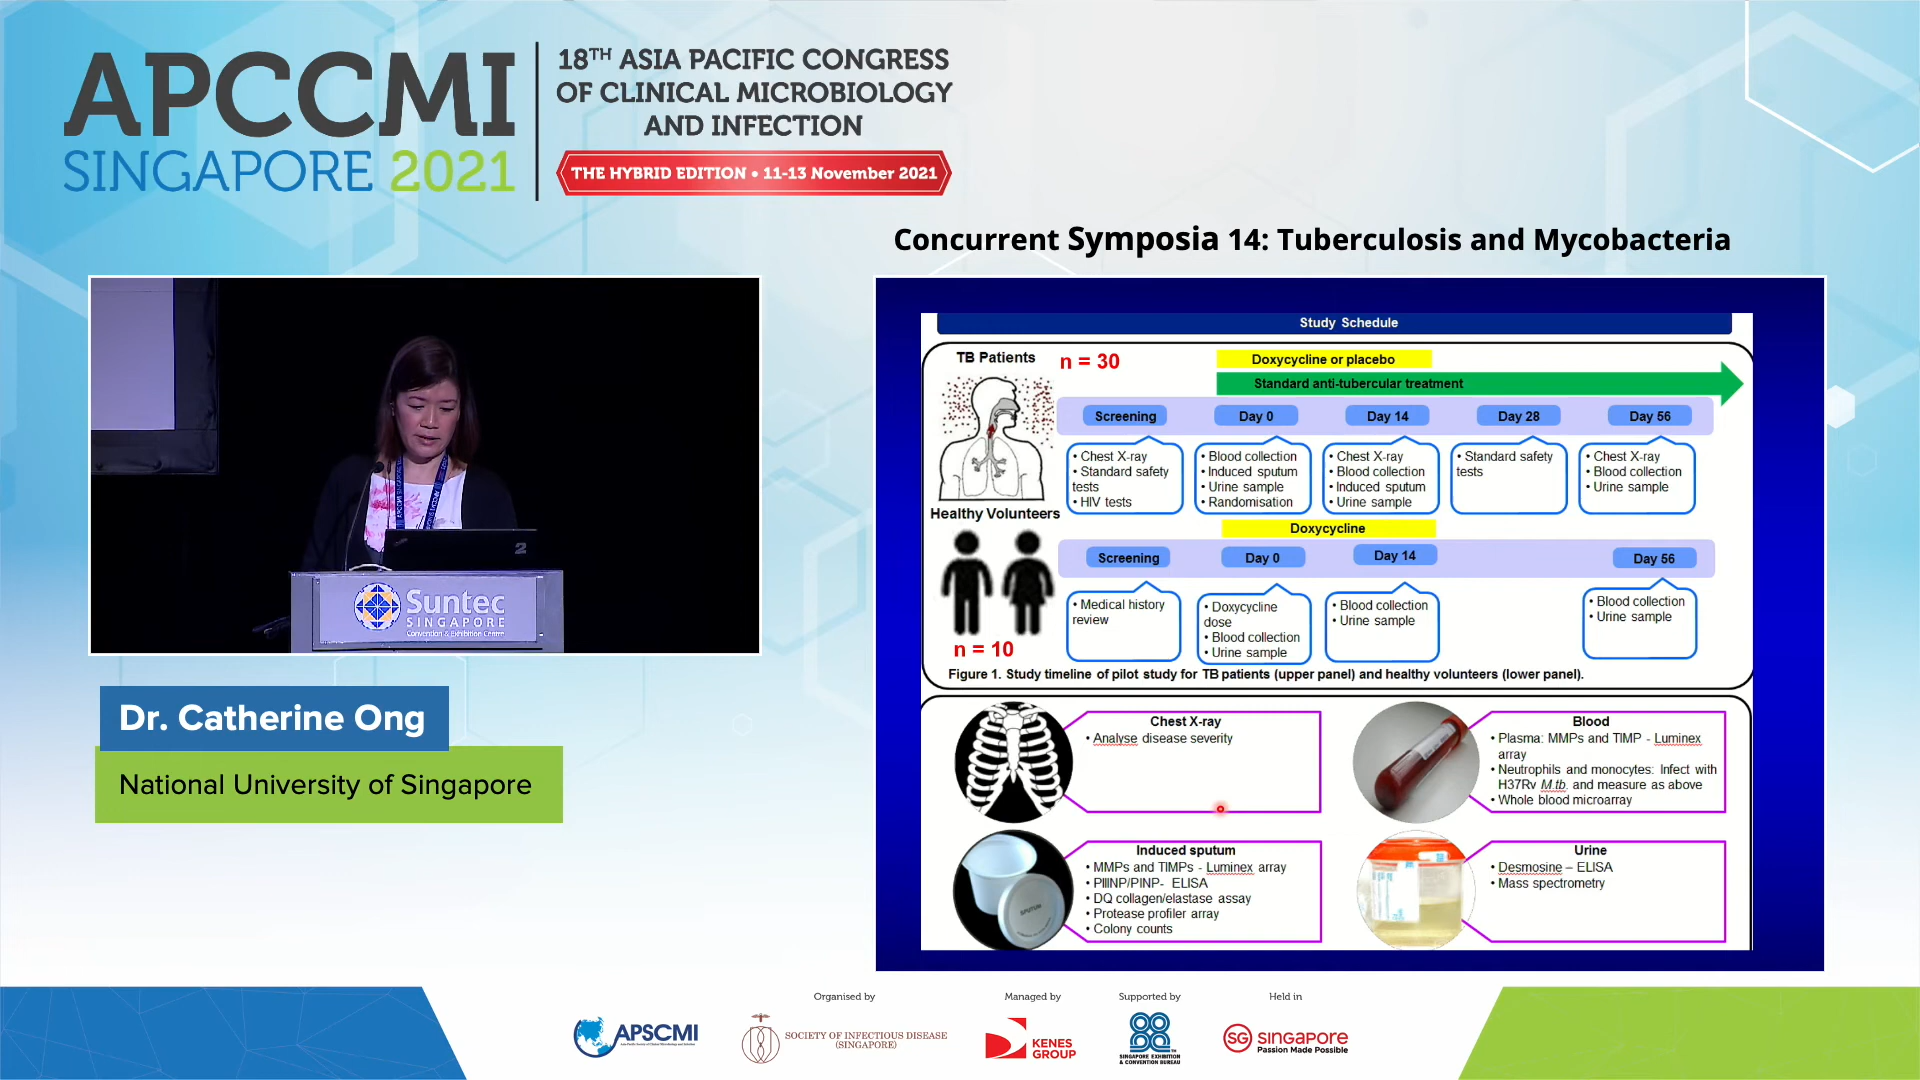 APCCMI
SINGAPORE 2021
18TH ASIA PACIFIC CONGRESS
OF CLINICAL MICROBIOLOGY
AND INFECTION
THE HYBRID EDITION • 11-13 November 2021
Concurrent Symposia 14: Tuberculosis and Mycobacteria
2
Suntec
SINGAPORE
Convention & Exhibition Centre
Dr. Catherine Ong
National University of Singapore
Study Schedule
TB Patients
n = 30
Doxycycline or placebo
Standard anti-tubercular treatment
Screening
Day 0
Day 14
Day 28
Day 56
• Chest X-ray
• Standard safety
tests
• HIV tests
• Blood collection
• Induced sputum
• Urine sample
• Randomisation
• Chest X-ray
• Blood collection
• Induced sputum
• Urine sample
• Standard safety
tests
• Chest X-ray
• Blood collection
• Urine sample
Healthy Volunteers
n = 10
Doxycycline
Screening
Day 0
Day 14
Day 56
• Medical history
review
• Doxycycline
dose
• Blood collection
• Urine sample
• Blood collection
• Urine sample
• Blood collection
• Urine sample
Figure 1. Study timeline of pilot study for TB patients (upper panel) and healthy volunteers (lower panel).
Chest X-ray
• Analyse disease severity
Blood
• Plasma: MMPs and TIMP - Luminex
array
• Neutrophils and monocytes: Infect with
H37Rv M.tb. and measure as above
• Whole blood microarray
Induced sputum
• MMPs and TIMPs - Luminex array
• PIIINP/PINP- ELISA
• DQ collagen/elastase assay
• Protease profiler array
• Colony counts
SPUTUM
Urine
• Desmosine – ELISA
• Mass spectrometry
Organised by
Managed by
Supported by
Held in
APSCMI
SOCIETY OF INFECTIOUS DISEASE
(SINGAPORE)
KENES
GROUP
SINGAPORE EXHIBITION
& CONVENTION BUREAU
SG SINGAPORE
Passion Made Possible